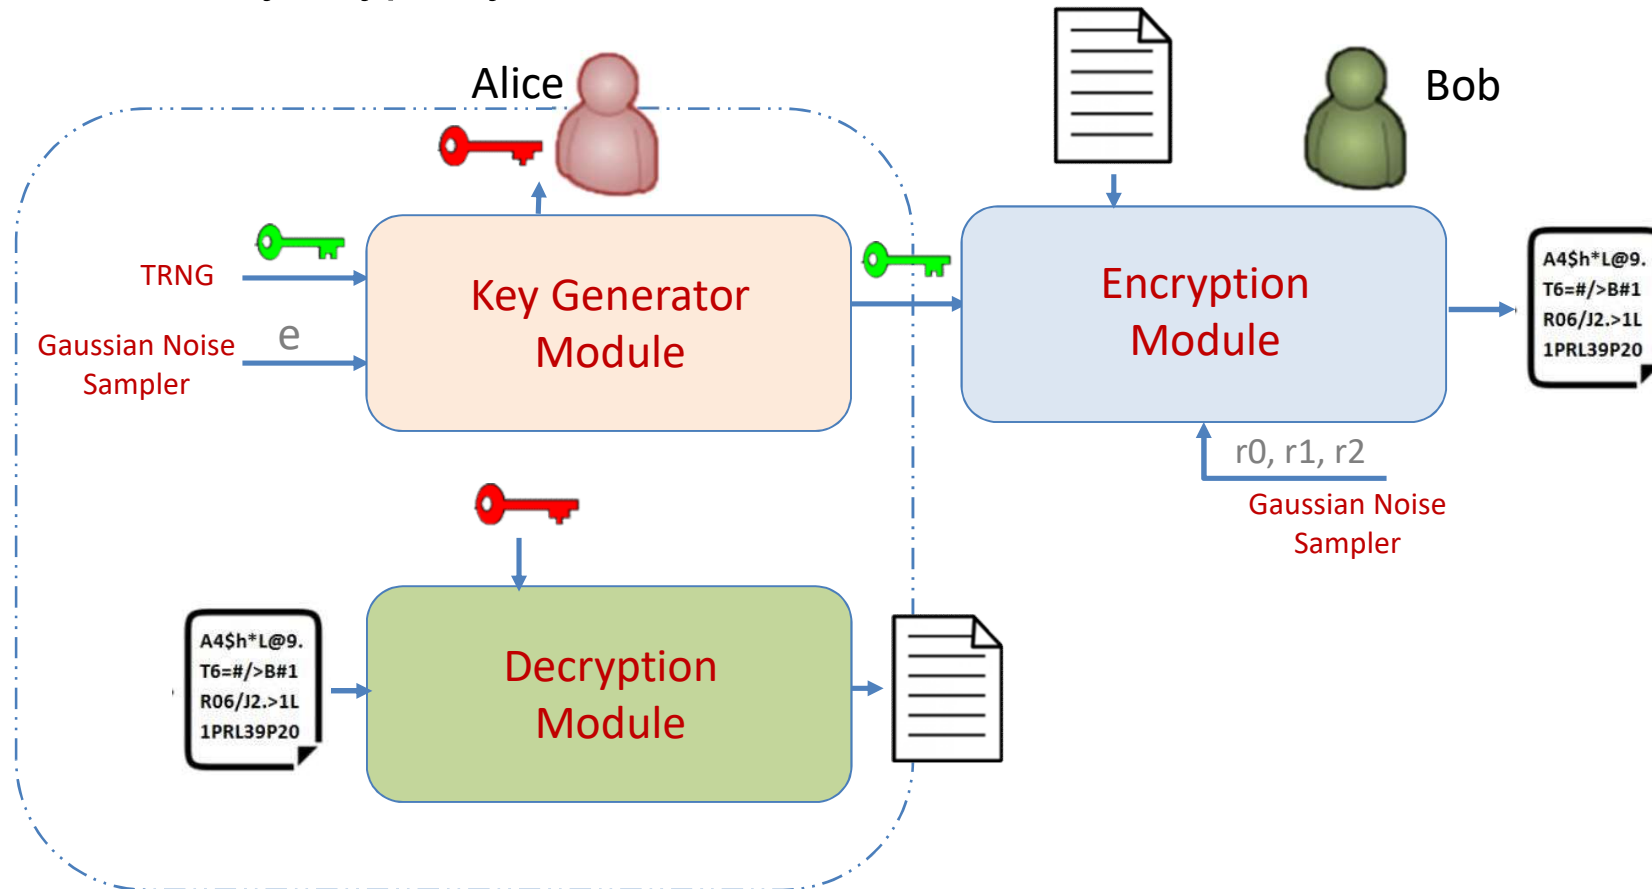 Alice
Bob
TRNG
Gaussian Noise
Sampler
e
Key Generator
Module
Encryption
Module
A4$h*L@9.
T6=#/>B#1
R06/J2.>1L
1PRL39P20
r0, r1, r2
Gaussian Noise
Sampler
A4$h*L@9.
T6=#/>B#1
R06/J2.>1L
1PRL39P20
Decryption
Module